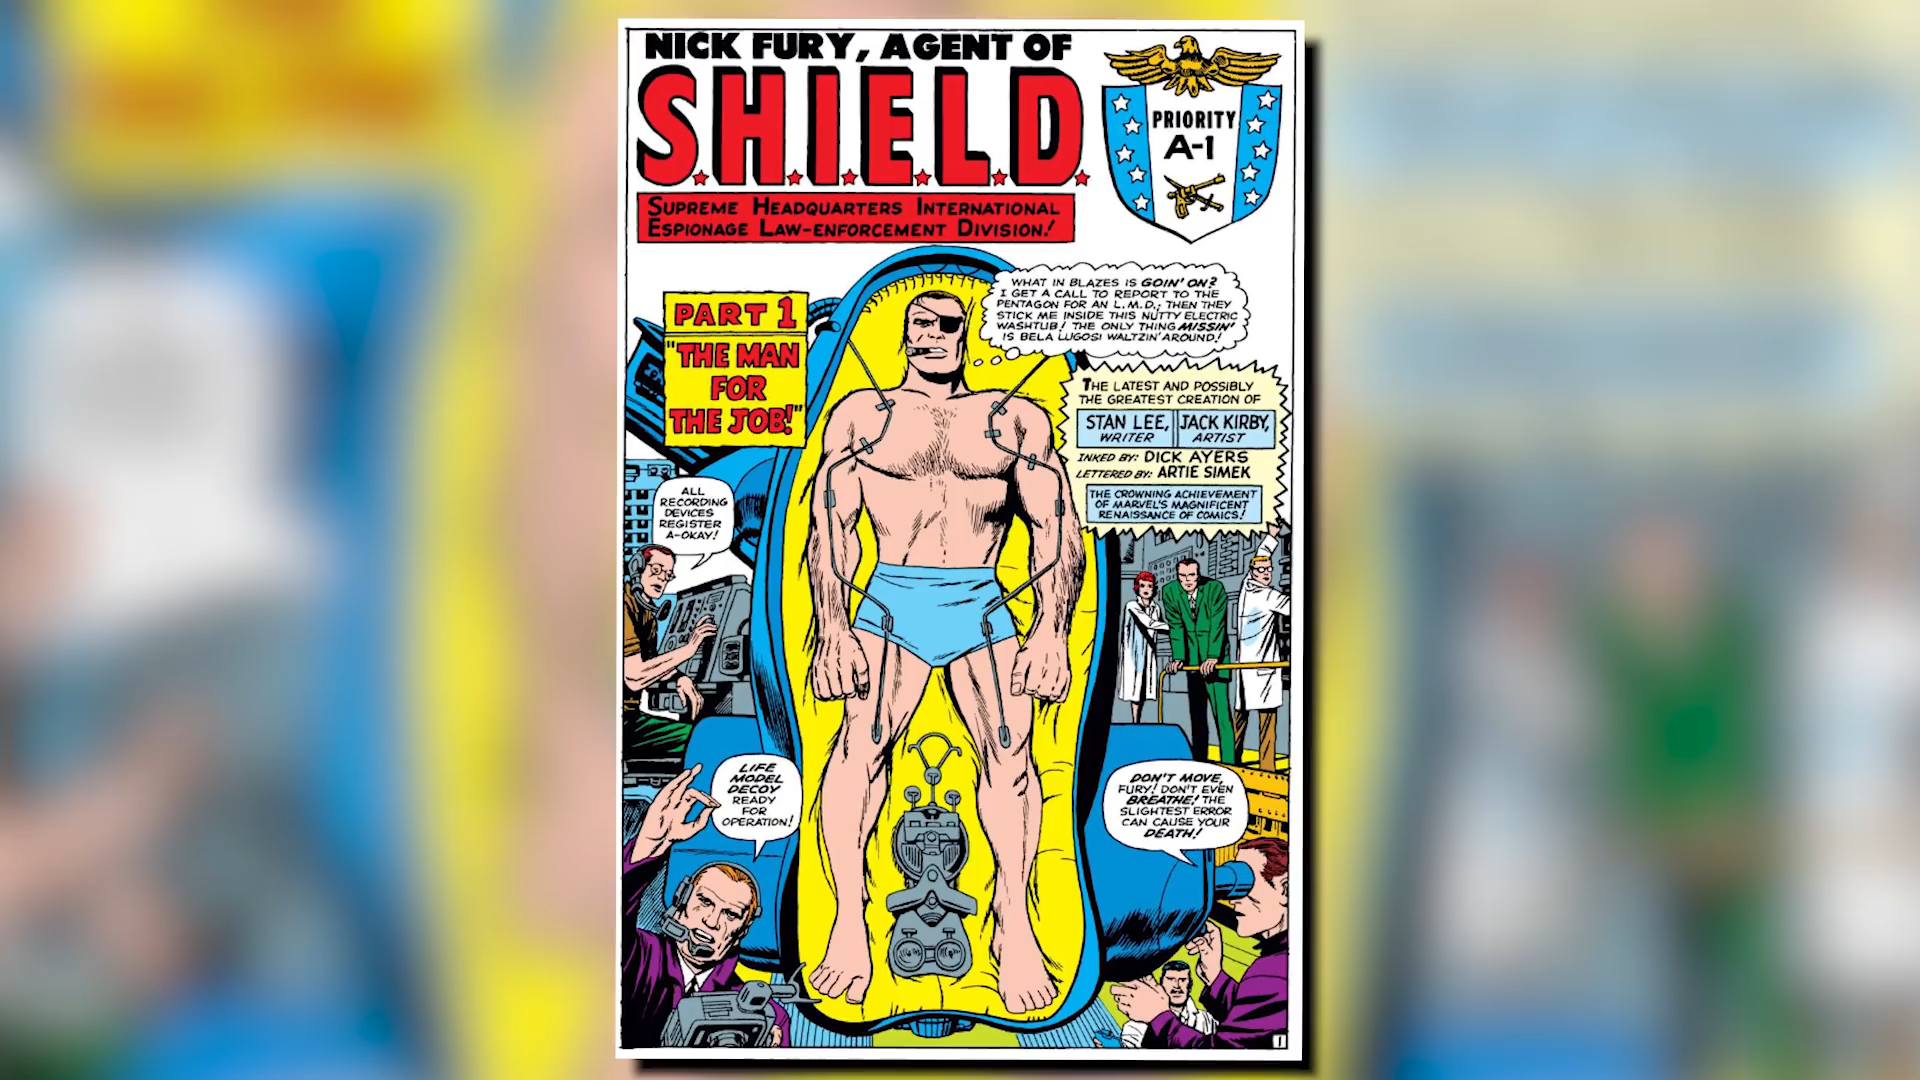 NICK FURY, AGENT OF
S.H.I.E.L.D.
SUPREME HEADQUARTERS INTERNATIONAL
ESPIONAGE LAW-ENFORCEMENT DIVISION!
PRIORITY
A-1
WHAT IN BLAZES IS GOIN' ON?
I GET A CALL TO REPORT TO THE
PENTAGON FOR AN L.M.D.; THEN THEY
STICK ME INSIDE THIS NUTTY ELECTRIC
WASHTUB! THE ONLY THING MISSIN'
IS BELA LUGOSI WALTZIN' AROUND!
PART 1
"THE MAN
FOR
THE JOB!"
THE LATEST AND POSSIBLY
THE GREATEST CREATION OF
STAN LEE, WRITER
JACK KIRBY, ARTIST
INKED BY: DICK AYERS
LETTERED BY: ARTIE SIMEK
THE CROWNING ACHIEVEMENT
OF MARVEL'S MAGNIFICENT
RENAISSANCE OF COMICS!
ALL
RECORDING
DEVICES
REGISTER
A-OKAY!
LIFE
MODEL
DECOY
READY
FOR
OPERATION!
DON'T MOVE,
FURY! DON'T EVEN
BREATHE! THE
SLIGHTEST ERROR
CAN CAUSE YOUR
DEATH!
1